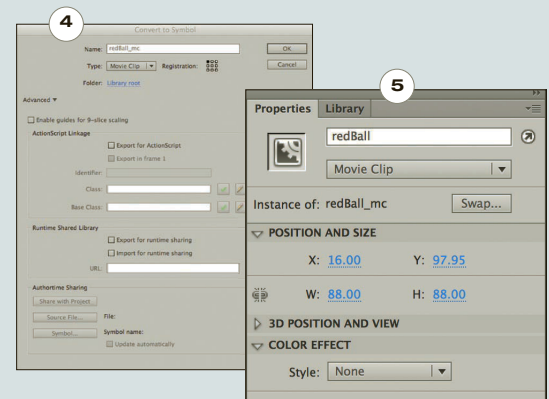 4
Convert to Symbol
Name: redBall_mc
OK
Type: Movie Clip Registration:
Cancel
Folder: Library root
Advanced
Enable guides for 9-slice scaling
ActionScript Linkage
Export for ActionScript
Export in frame 1
Identifier:
Class:
Base Class:
Runtime Shared Library
Export for runtime sharing
Import for runtime sharing
URL:
Authortime Sharing
Share with Project
Source File... File:
Symbol... Symbol name:
Update automatically
5
Properties Library
redBall
Movie Clip
Instance of: redBall_mc Swap...
POSITION AND SIZE
X: 16.00 Y: 97.95
W: 88.00 H: 88.00
3D POSITION AND VIEW
COLOR EFFECT
Style: None